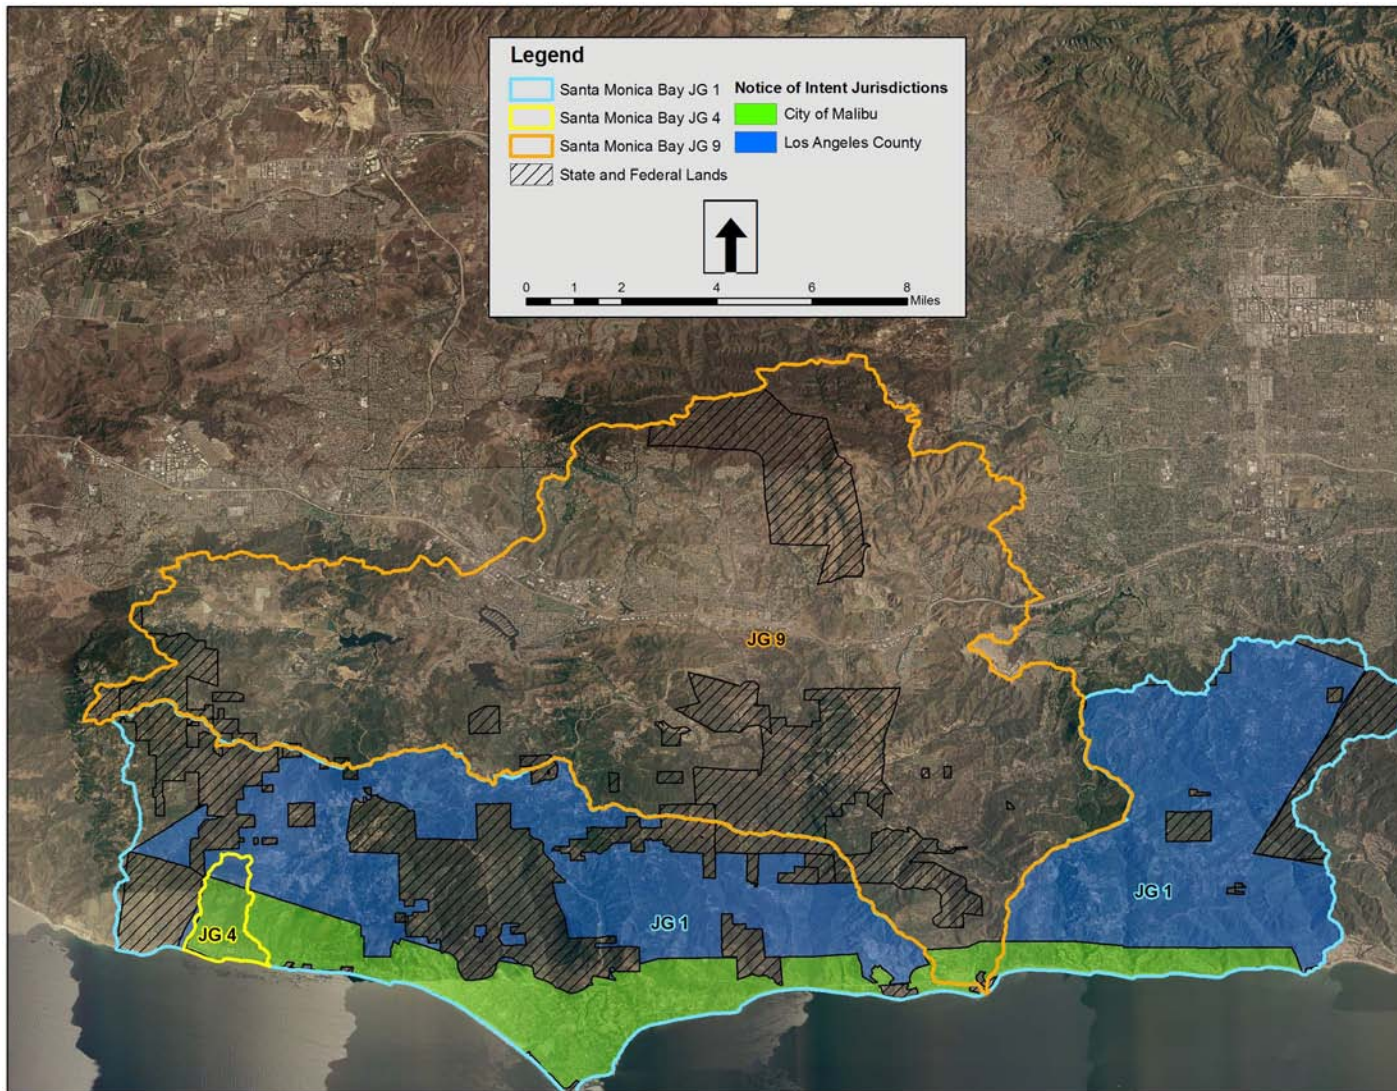 Legend
Santa Monica Bay JG 1
Santa Monica Bay JG 4
Santa Monica Bay JG 9
State and Federal Lands
Notice of Intent Jurisdictions
City of Malibu
Los Angeles County
0 1 2 4 6 8
Miles
JG 9
JG 1
JG 1
JG 4